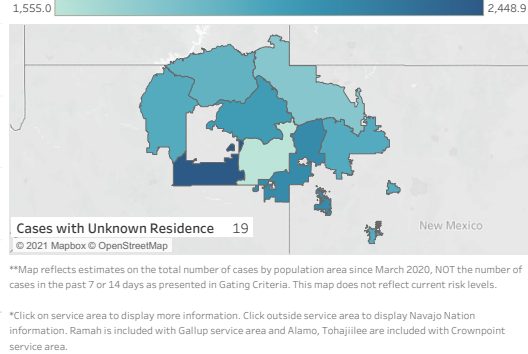 1,555.0 2,448.9
New Mexico
Cases with Unknown Residence 19
© 2021 Mapbox © OpenStreetMap
**Map reflects estimates on the total number of cases by population area since March 2020, NOT the number of
cases in the past 7 or 14 days as presented in Gating Criteria. This map does not reflect current risk levels.
*Click on service area to display more information. Click outside service area to display Navajo Nation
information. Ramah is included with Gallup service area and Alamo, Tohajiilee are included with Crownpoint
service area.